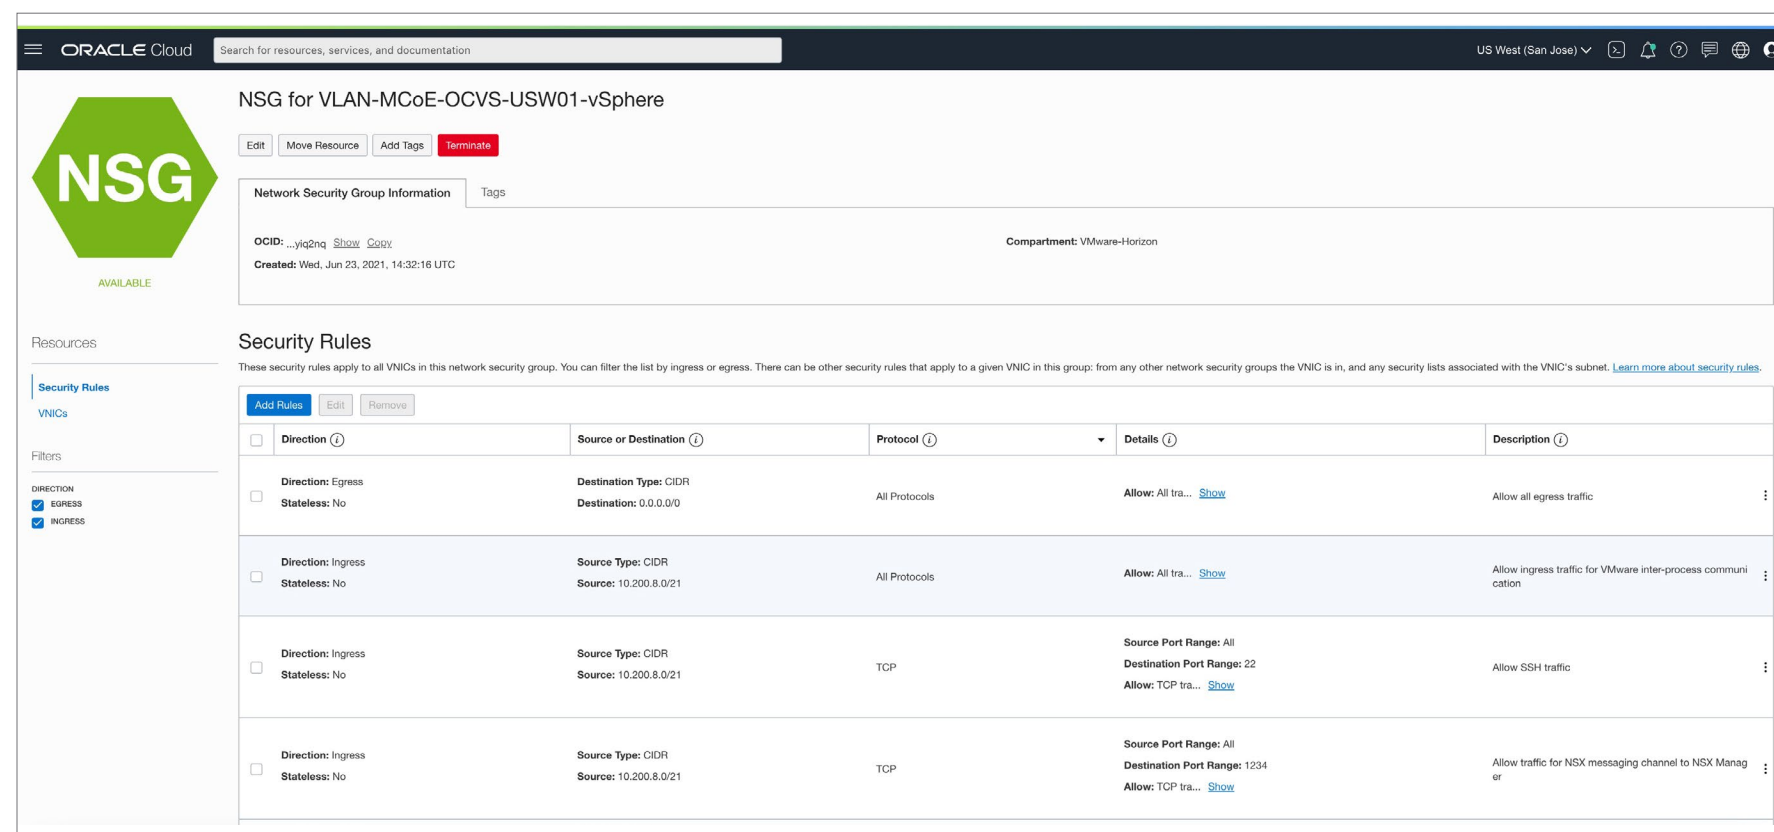 ORACLE Cloud
Search for resources, services, and documentation
US West (San Jose)
NSG
AVAILABLE
NSG for VLAN-MCoE-OCVS-USW01-vSphere
Edit
Move Resource
Add Tags
Terminate
Network Security Group Information
Tags
OCID: ...yiq2nq Show Copy
Compartment: VMware-Horizon
Created: Wed, Jun 23, 2021, 14:32:16 UTC
Resources
Security Rules
VNICs
Filters
DIRECTION
EGRESS
INGRESS
Security Rules
These security rules apply to all VNICs in this network security group. You can filter the list by ingress or egress. There can be other security rules that apply to a given VNIC in this group: from any other network security groups the VNIC is in, and any security lists associated with the VNIC's subnet. Learn more about security rules.
Add Rules
Edit
Remove
Direction
Source or Destination
Protocol
Details
Description
Direction: Egress
Stateless: No
Destination Type: CIDR
Destination: 0.0.0.0/0
All Protocols
Allow: All tra... Show
Allow all egress traffic
Direction: Ingress
Stateless: No
Source Type: CIDR
Source: 10.200.8.0/21
All Protocols
Allow: All tra... Show
Allow ingress traffic for VMware inter-process communi
cation
Direction: Ingress
Stateless: No
Source Type: CIDR
Source: 10.200.8.0/21
TCP
Source Port Range: All
Destination Port Range: 22
Allow: TCP tra... Show
Allow SSH traffic
Direction: Ingress
Stateless: No
Source Type: CIDR
Source: 10.200.8.0/21
TCP
Source Port Range: All
Destination Port Range: 1234
Allow: TCP tra... Show
Allow traffic for NSX messaging channel to NSX Manag
er